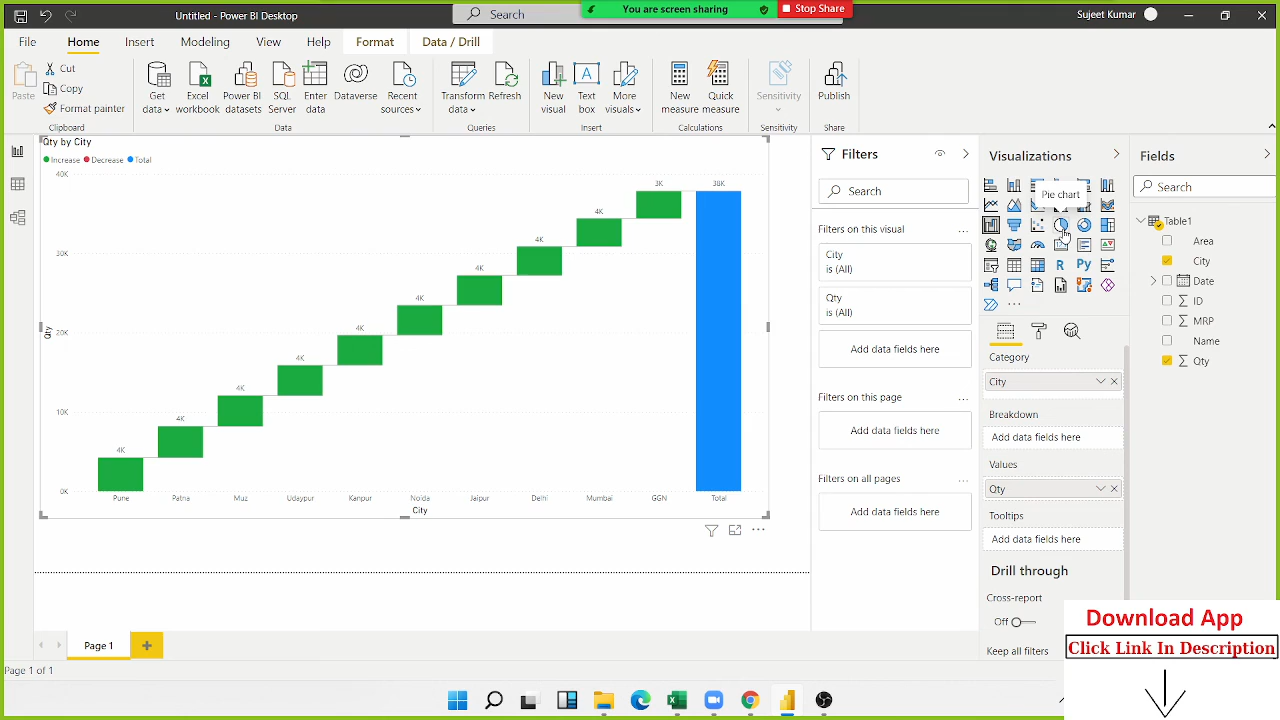 Untitled - Power BI Desktop
Search
You are screen sharing
Stop Share
Sujeet Kumar
File
Home
Insert
Modeling
View
Help
Format
Data / Drill
Paste
Cut
Copy
Format painter
Get data
Excel workbook
Power BI datasets
SQL Server
Enter data
Dataverse
Recent sources
Transform data
Refresh
New visual
Text box
More visuals
New measure
Quick measure
Sensitivity
Publish
Clipboard
Data
Queries
Insert
Calculations
Sensitivity
Share
Qty by City
Increase
Decrease
Total
40K
30K
20K
10K
0K
Qty
4K
4K
4K
4K
4K
4K
4K
4K
4K
3K
38K
Pune
Patna
Muz
Udaypur
Kanpur
Noida
Jaipur
Delhi
Mumbai
GGN
Total
City
Filters
Search
Filters on this visual
City
is (All)
Qty
is (All)
Add data fields here
Filters on this page
Add data fields here
Filters on all pages
Add data fields here
Visualizations
Pie chart
R
Py
Category
City
Breakdown
Add data fields here
Values
Qty
Tooltips
Add data fields here
Drill through
Cross-report
Off
Keep all filters
Fields
Search
Table1
Area
City
Date
ID
MRP
Name
Qty
Page 1
Page 1 of 1
Download App
Click Link In Description